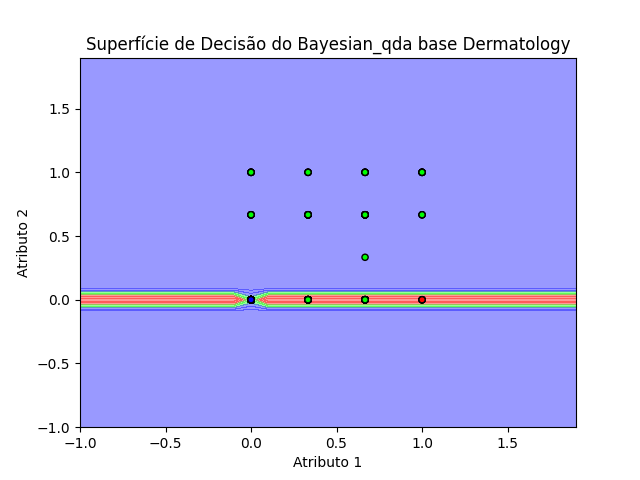 Superfície de Decisão do Bayesian_qda base Dermatology
1.5
1.0
0.5
0.0
−0.5
−1.0
Atributo 2
−1.0 −0.5 0.0 0.5 1.0 1.5
Atributo 1